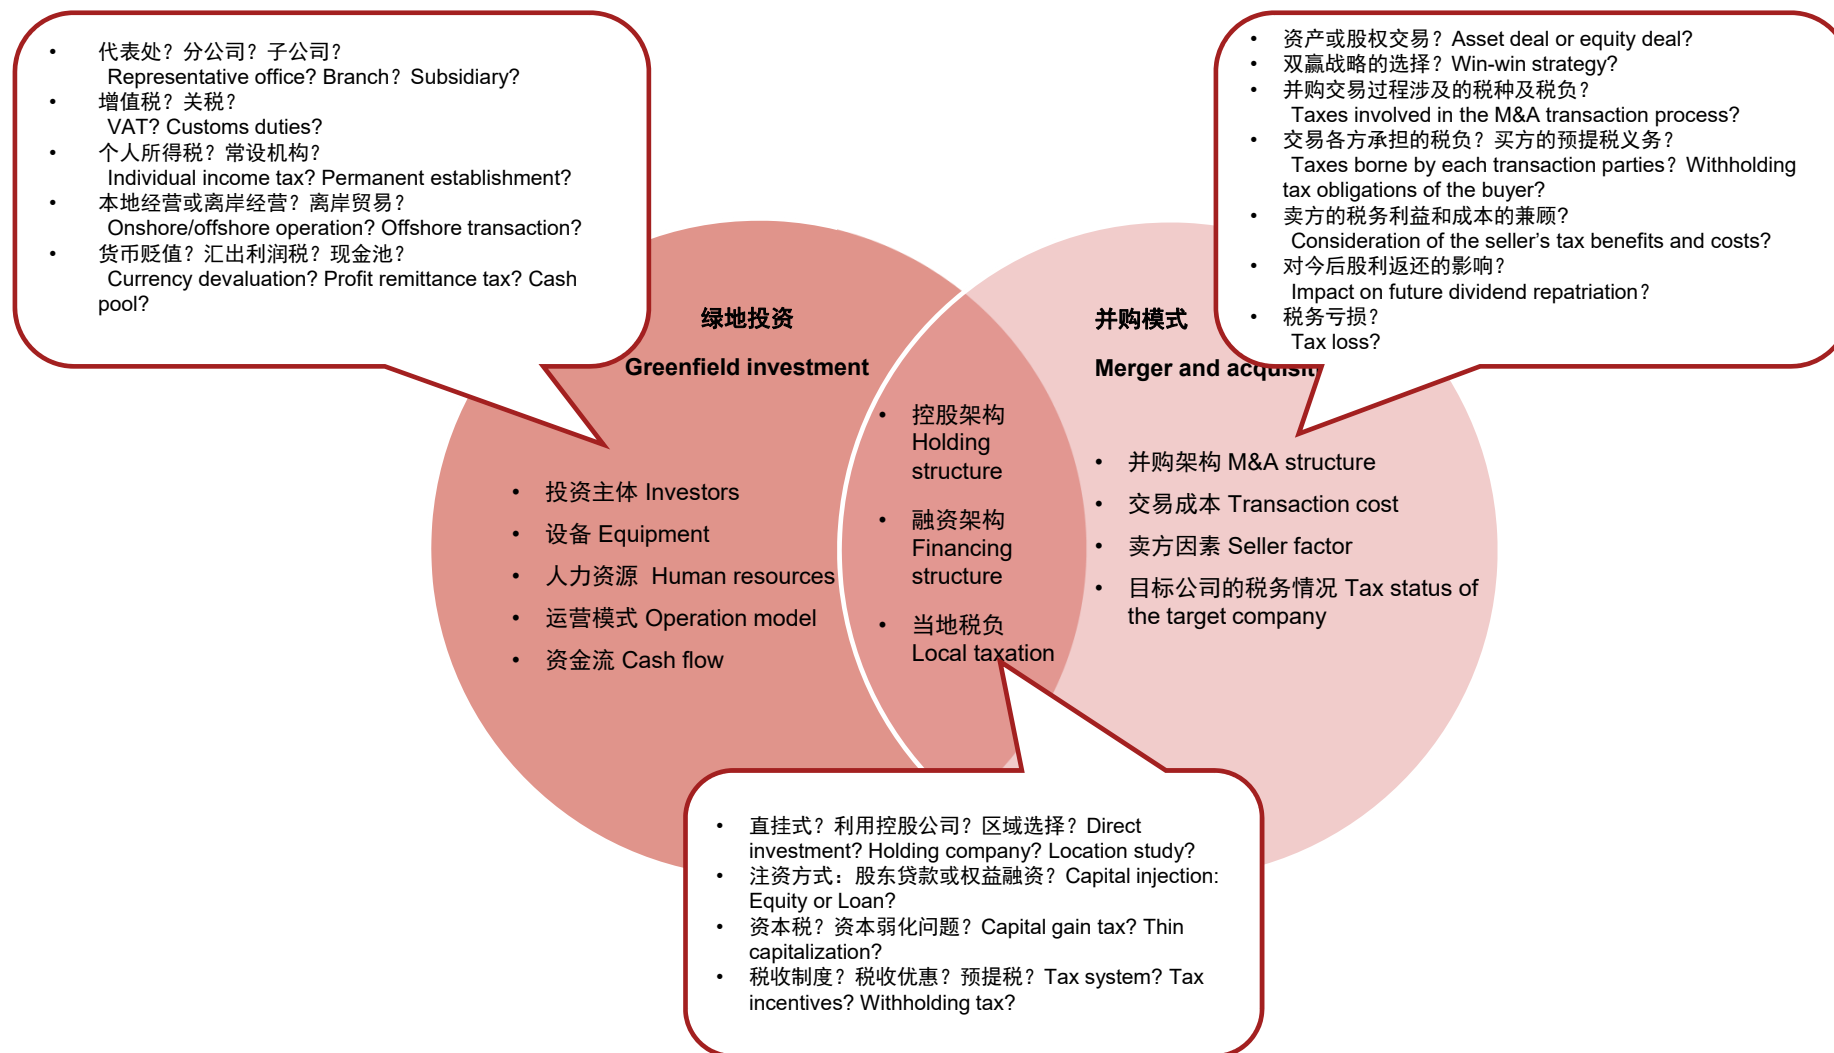 • 代表处？分公司？子公司？
Representative office? Branch？Subsidiary?
• 增值税？关税？
VAT? Customs duties?
• 个人所得税？常设机构？
Individual income tax? Permanent establishment?
• 本地经营或离岸经营？离岸贸易？
Onshore/offshore operation? Offshore transaction?
• 货币贬值？汇出利润税？现金池？
Currency devaluation? Profit remittance tax? Cash
pool?
• 资产或股权交易？Asset deal or equity deal?
• 双赢战略的选择？Win-win strategy?
• 并购交易过程涉及的税种及税负？
Taxes involved in the M&A transaction process?
• 交易各方承担的税负？买方的预提税义务？
Taxes borne by each transaction parties？Withholding
tax obligations of the buyer?
• 卖方的税务利益和成本的兼顾？
Consideration of the seller’s tax benefits and costs?
• 对今后股利返还的影响？
Impact on future dividend repatriation？
• 税务亏损？
Tax loss?
绿地投资
Greenfield investment
• 投资主体 Investors
• 设备 Equipment
• 人力资源 Human resources
• 运营模式 Operation model
• 资金流 Cash flow
• 控股架构
Holding
structure
• 融资架构
Financing
structure
• 当地税负
Local taxation
并购模式
Merger and acquisit
• 并购架构 M&A structure
• 交易成本 Transaction cost
• 卖方因素 Seller factor
• 目标公司的税务情况 Tax status of
the target company
• 直挂式？利用控股公司？区域选择？Direct
investment? Holding company? Location study?
• 注资方式：股东贷款或权益融资？Capital injection:
Equity or Loan?
• 资本税？资本弱化问题？Capital gain tax? Thin
capitalization?
• 税收制度？税收优惠？预提税？Tax system? Tax
incentives? Withholding tax?